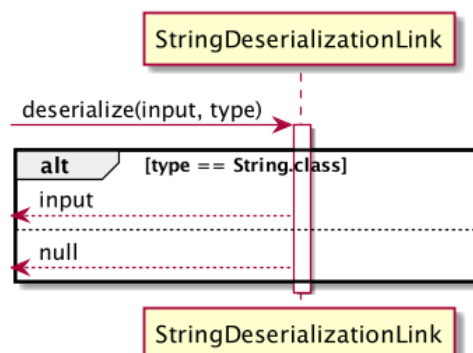 StringDeserializationLink
deserialize(input, type)
alt [type == String.class]
input
null
StringDeserializationLink